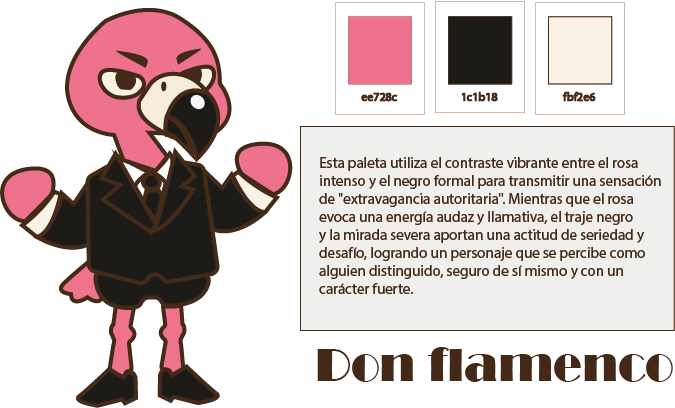 ee728c
1c1b18
fbf2e6
Esta paleta utiliza el contraste vibrante entre el rosa
intenso y el negro formal para transmitir una sensación
de "extravagancia autoritaria". Mientras que el rosa
evoca una energía audaz y llamativa, el traje negro
y la mirada severa aportan una actitud de seriedad y
desafío, logrando un personaje que se percibe como
alguien distinguido, seguro de sí mismo y con un
carácter fuerte.
Don flamenco